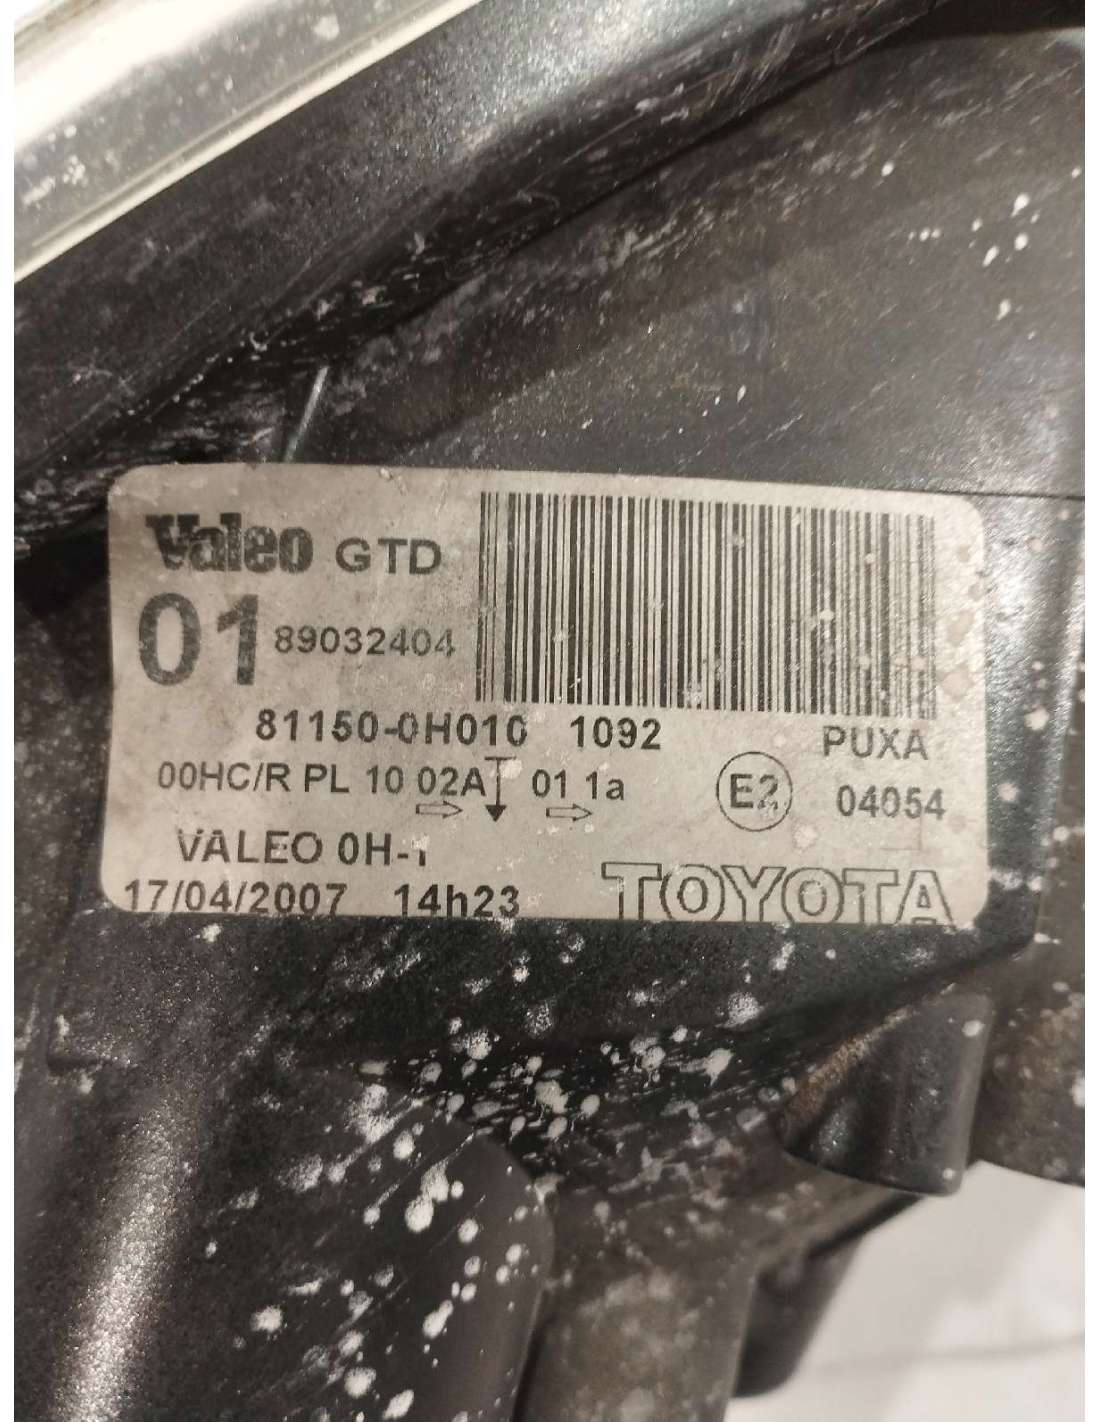 Valeo GTD
01 89032404
81150-0H010 1092 PUXA
00HC/R PL 10 02A 01 1a E2 04054
VALEO 0H-1
17/04/2007 14h23 TOYOTA